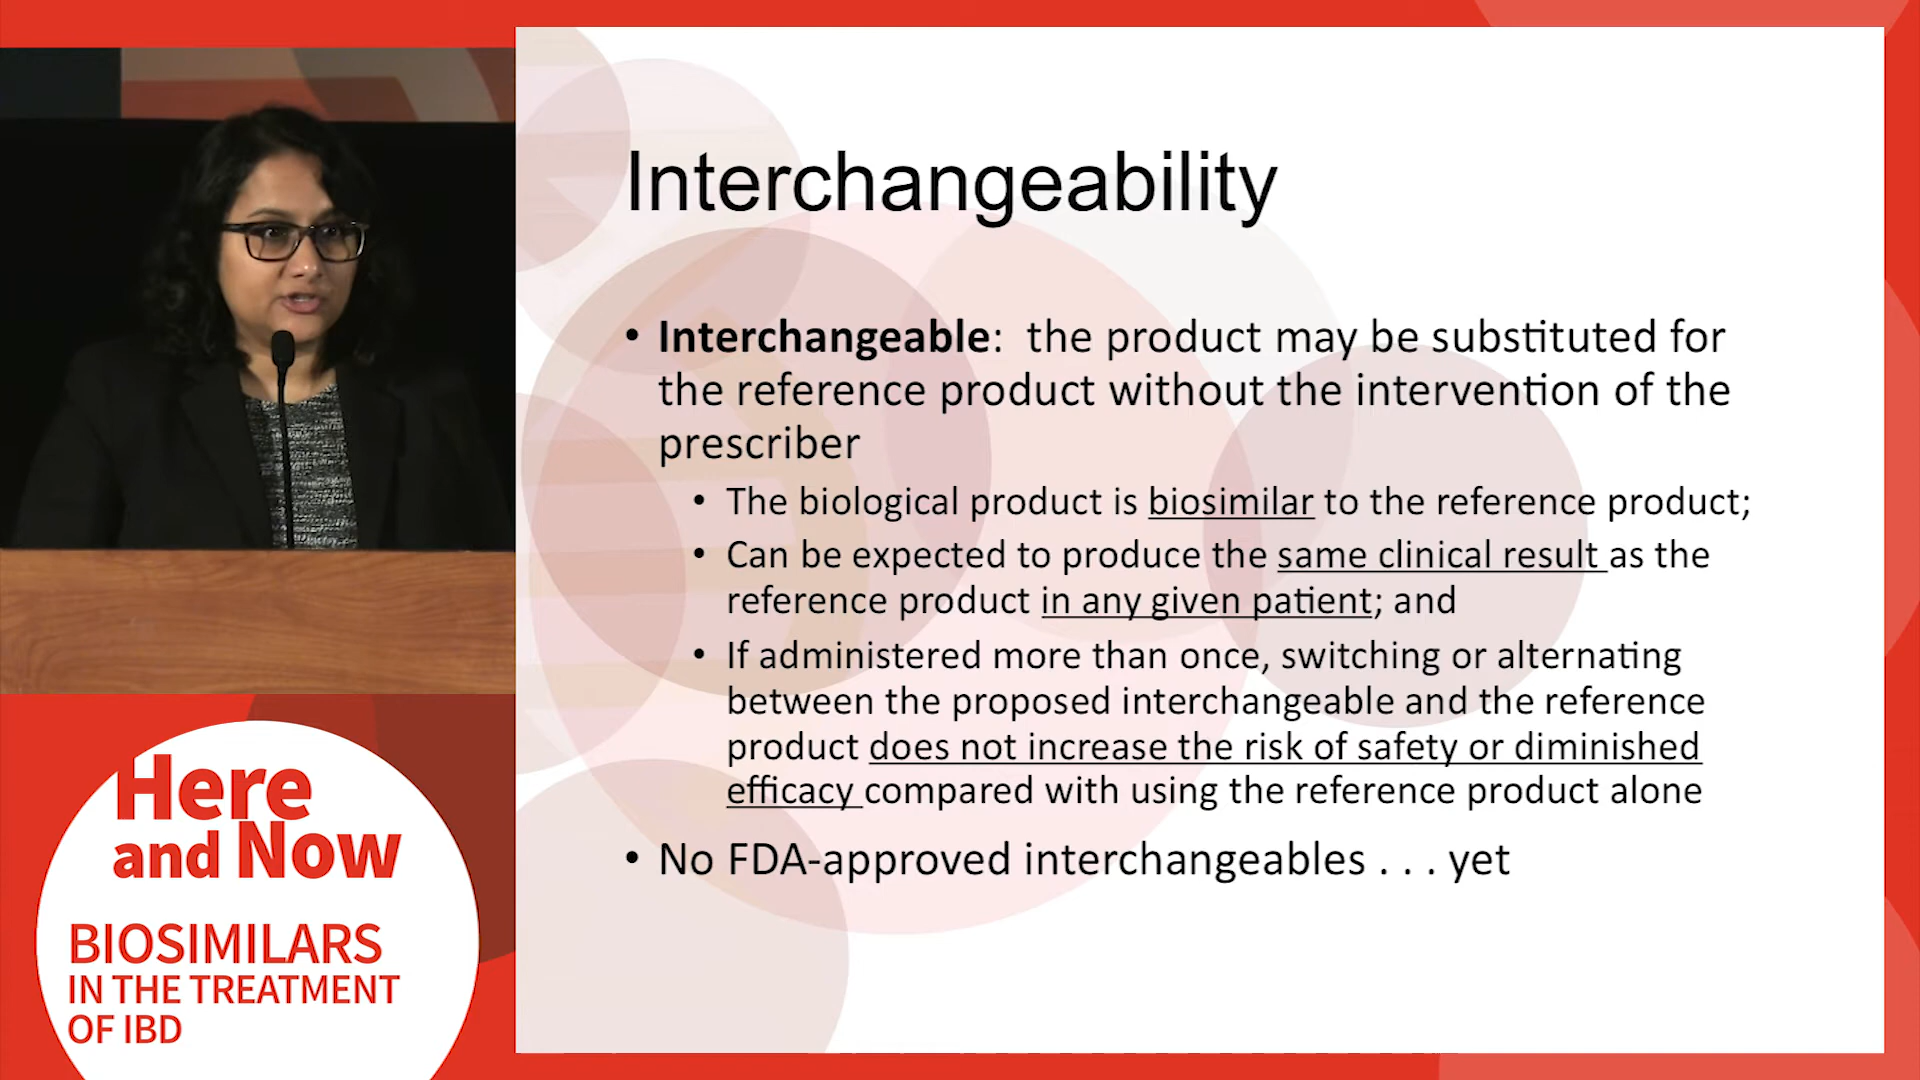 Interchangeability
• Interchangeable: the product may be substituted for
the reference product without the intervention of the
prescriber
• The biological product is biosimilar to the reference product;
• Can be expected to produce the same clinical result as the
reference product in any given patient; and
• If administered more than once, switching or alternating
between the proposed interchangeable and the reference
product does not increase the risk of safety or diminished
efficacy compared with using the reference product alone
• No FDA-approved interchangeables . . . yet
Here
and Now
BIOSIMILARS
IN THE TREATMENT
OF IBD